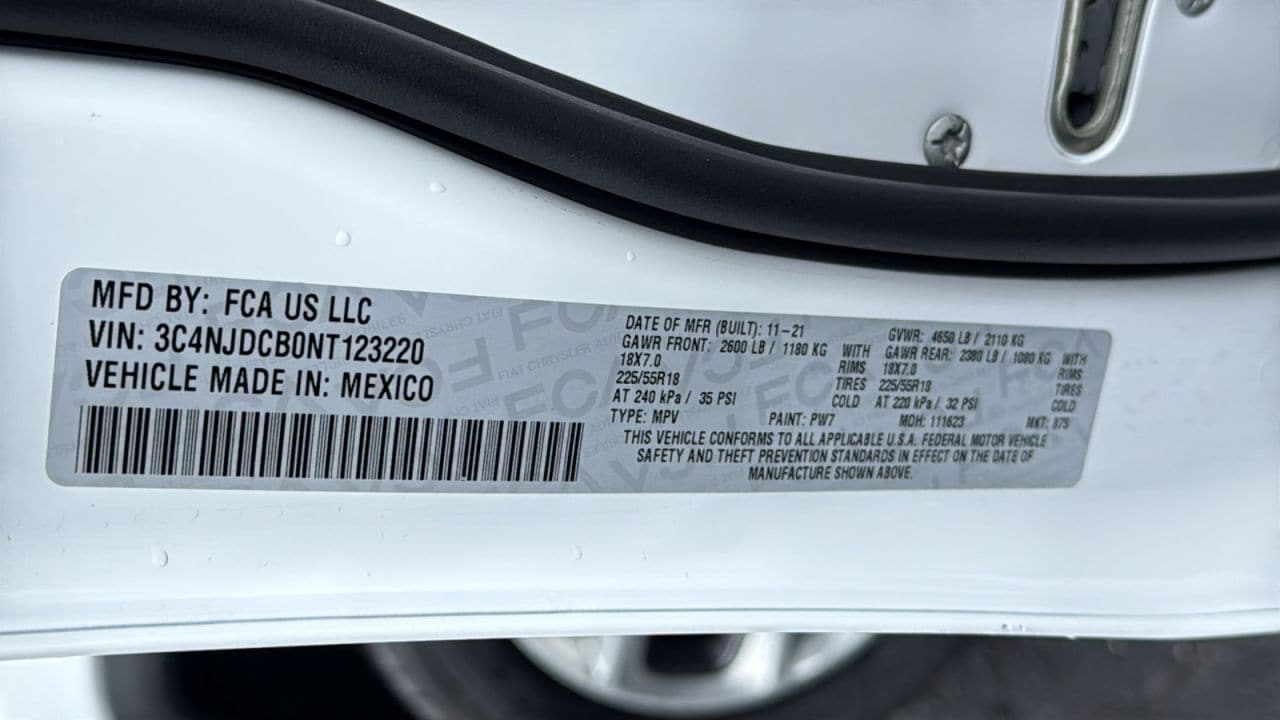 MFD BY: FCA US LLC
VIN: 3C4NJDCB0NT123220
VEHICLE MADE IN: MEXICO
DATE OF MFR (BUILT): 11-21 GVWR: 4650 LB / 2110 KG
GAWR FRONT: 2600 LB / 1180 KG WITH GAWR REAR: 2380 LB / 1080 KG WITH
18X7.0 RIMS 18X7.0 RIMS
225/55R18 TIRES 225/55R18 TIRES
AT 240 kPa / 35 PSI COLD AT 220 kPa / 32 PSI COLD
TYPE: MPV PAINT: PW7 MDH: 111623 MKT: 875
THIS VEHICLE CONFORMS TO ALL APPLICABLE U.S.A. FEDERAL MOTOR VEHICLE
SAFETY AND THEFT PREVENTION STANDARDS IN EFFECT ON THE DATE OF
MANUFACTURE SHOWN ABOVE.